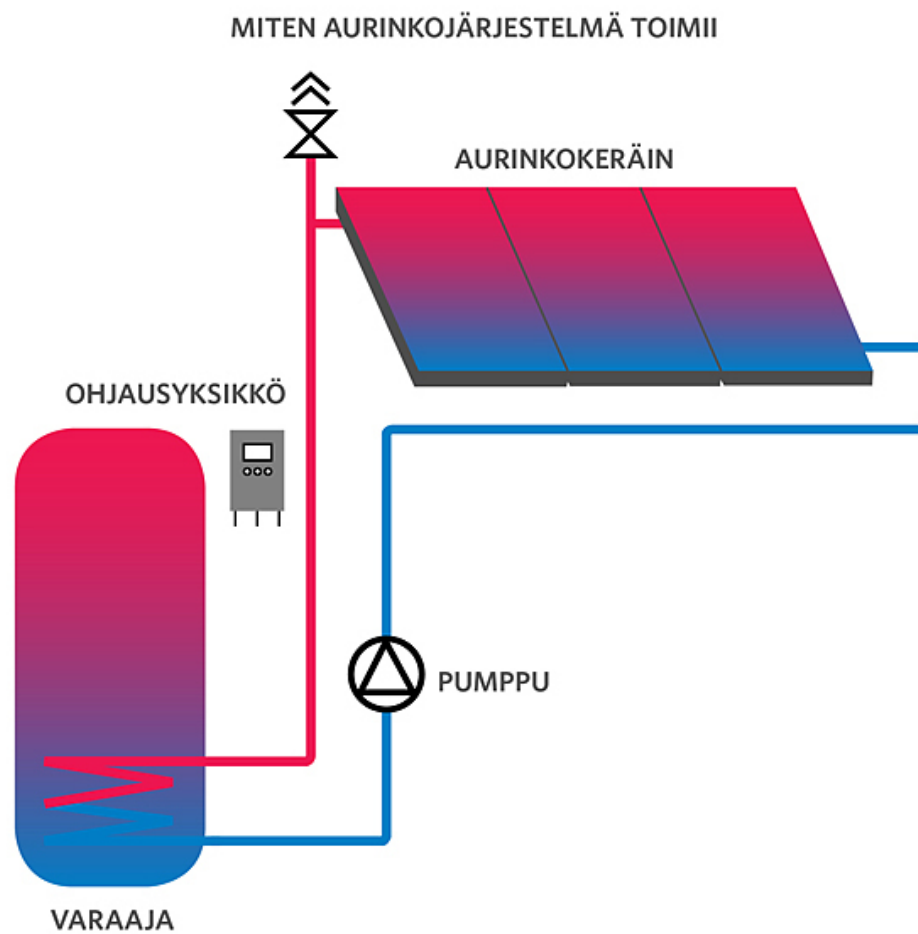 MITEN AURINKOJÄRJESTELMÄ TOIMII
AURINKOKERÄIN
OHJAUSYKSIKKÖ
PUMPPU
VARAAJA